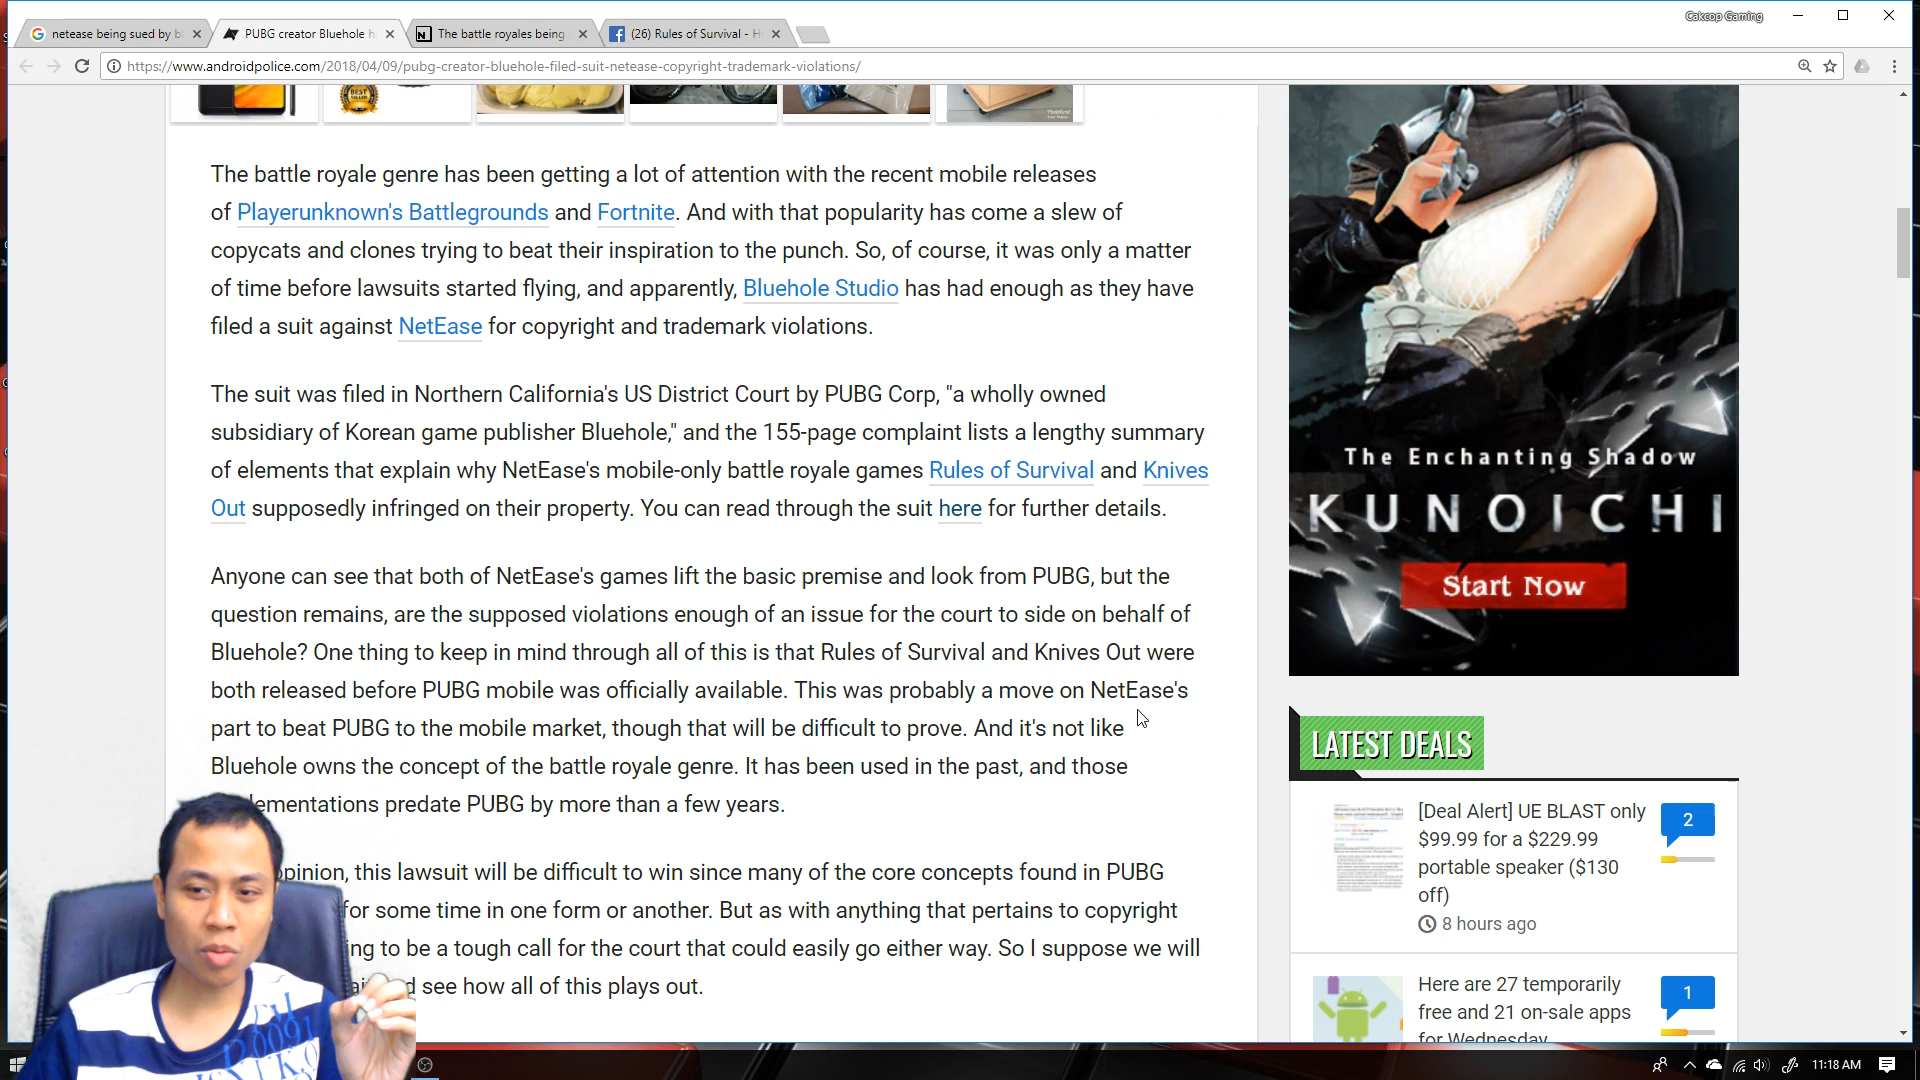 Cakcop Gaming
netease being sued by bl
PUBG creator Bluehole h
The battle royales being
(26) Rules of Survival - H
https://www.androidpolice.com/2018/04/09/pubg-creator-bluehole-filed-suit-netease-copyright-trademark-violations/
BEST
SELLER
The battle royale genre has been getting a lot of attention with the recent mobile releases
of Playerunknown's Battlegrounds and Fortnite. And with that popularity has come a slew of
copycats and clones trying to beat their inspiration to the punch. So, of course, it was only a matter
of time before lawsuits started flying, and apparently, Bluehole Studio has had enough as they have
filed a suit against NetEase for copyright and trademark violations.
The suit was filed in Northern California's US District Court by PUBG Corp, "a wholly owned
subsidiary of Korean game publisher Bluehole," and the 155-page complaint lists a lengthy summary
of elements that explain why NetEase's mobile-only battle royale games Rules of Survival and Knives
Out supposedly infringed on their property. You can read through the suit here for further details.
Anyone can see that both of NetEase's games lift the basic premise and look from PUBG, but the
question remains, are the supposed violations enough of an issue for the court to side on behalf of
Bluehole? One thing to keep in mind through all of this is that Rules of Survival and Knives Out were
both released before PUBG mobile was officially available. This was probably a move on NetEase's
part to beat PUBG to the mobile market, though that will be difficult to prove. And it's not like
Bluehole owns the concept of the battle royale genre. It has been used in the past, and those
lementations predate PUBG by more than a few years.
pinion, this lawsuit will be difficult to win since many of the core concepts found in PUBG
for some time in one form or another. But as with anything that pertains to copyright
ing to be a tough call for the court that could easily go either way. So I suppose we will
d see how all of this plays out.
The Enchanting Shadow
KUNOICHI
Start Now
LATEST DEALS
[Deal Alert] UE BLAST only
$99.99 for a $229.99
portable speaker ($130
off)
8 hours ago
2
Here are 27 temporarily
free and 21 on-sale apps
for Wednesday
1
11:18 AM